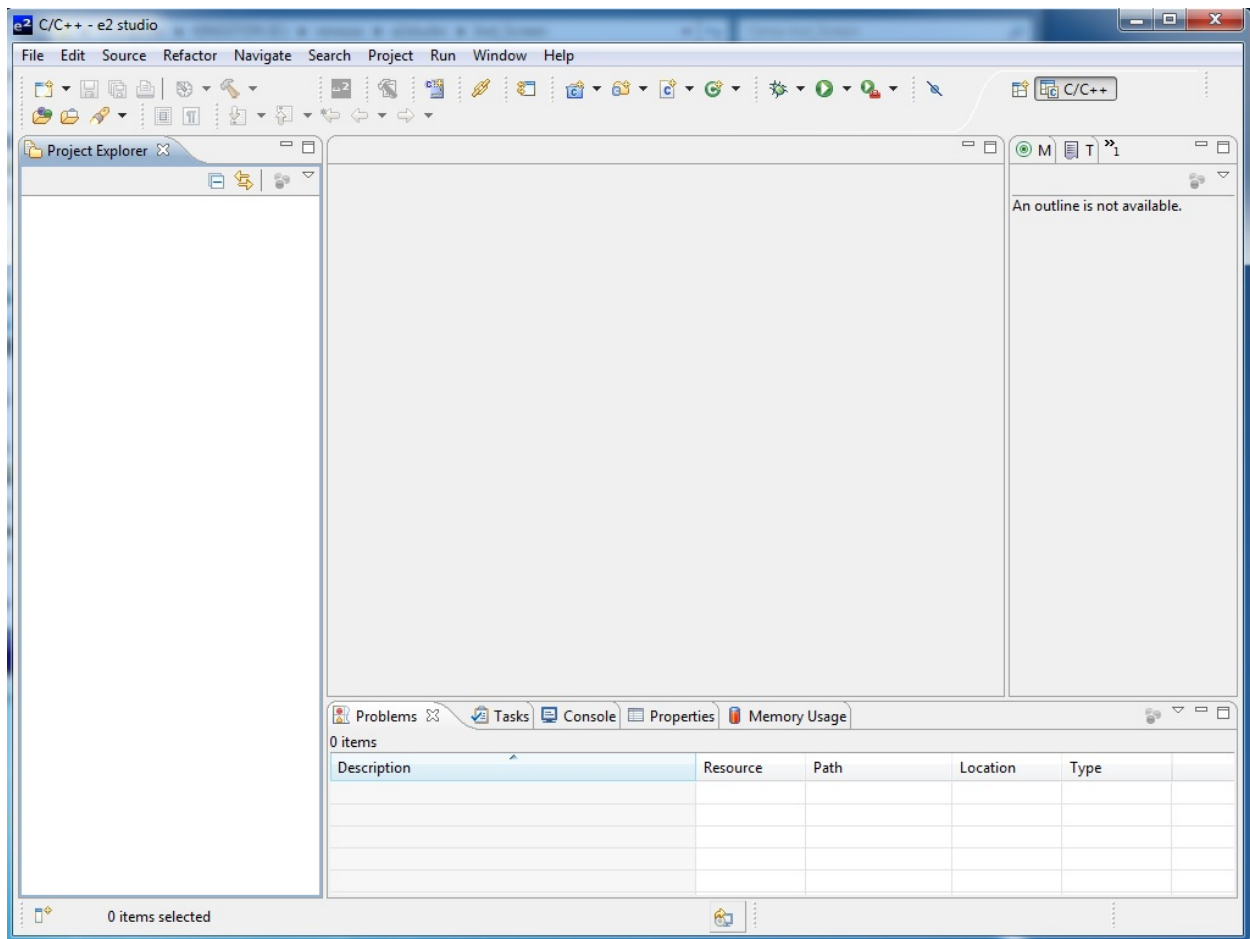 e2 C/C++ - e2 studio
File Edit Source Refactor Navigate Search Project Run Window Help
C/C++
Project Explorer
M T »1
An outline is not available.
Problems Tasks Console Properties Memory Usage
0 items
Description Resource Path Location Type
0 items selected